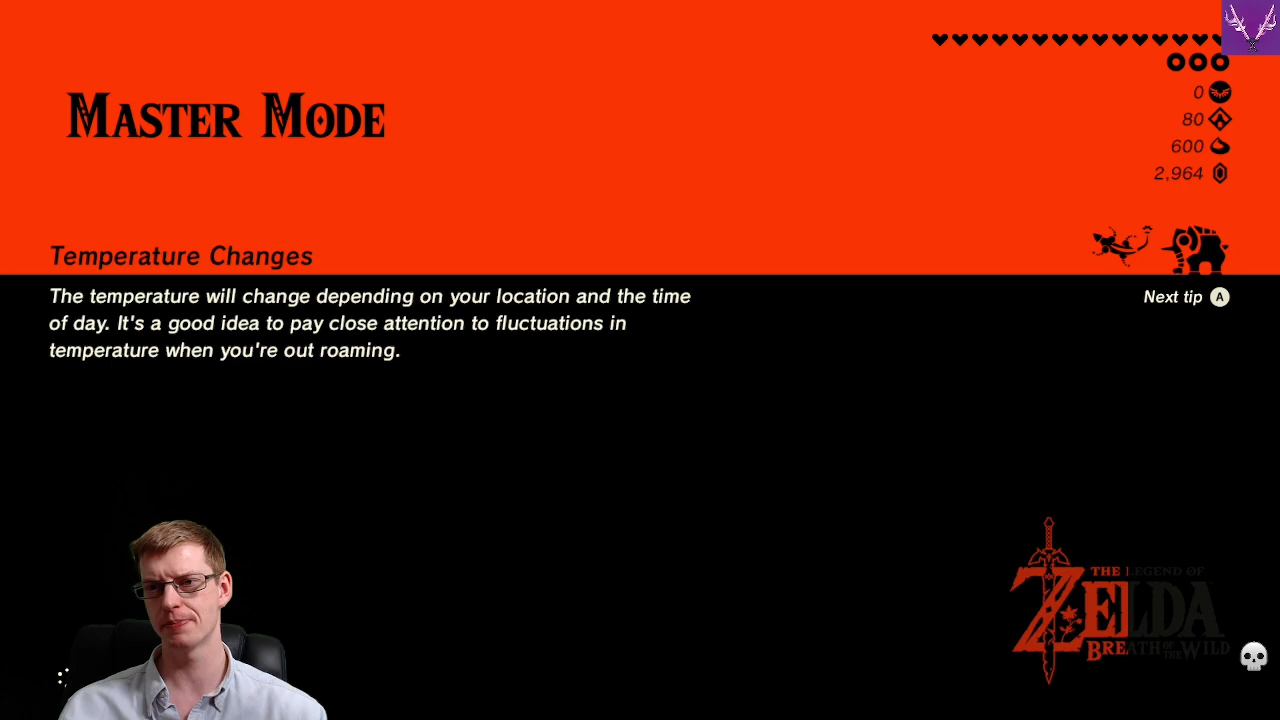 MASTER MODE
0
80
600
2,964
Temperature Changes
The temperature will change depending on your location and the time
of day. It's a good idea to pay close attention to fluctuations in
temperature when you're out roaming.
Next tip A
THE LEGEND OF
ZELDA
BREATH OF THE WILD